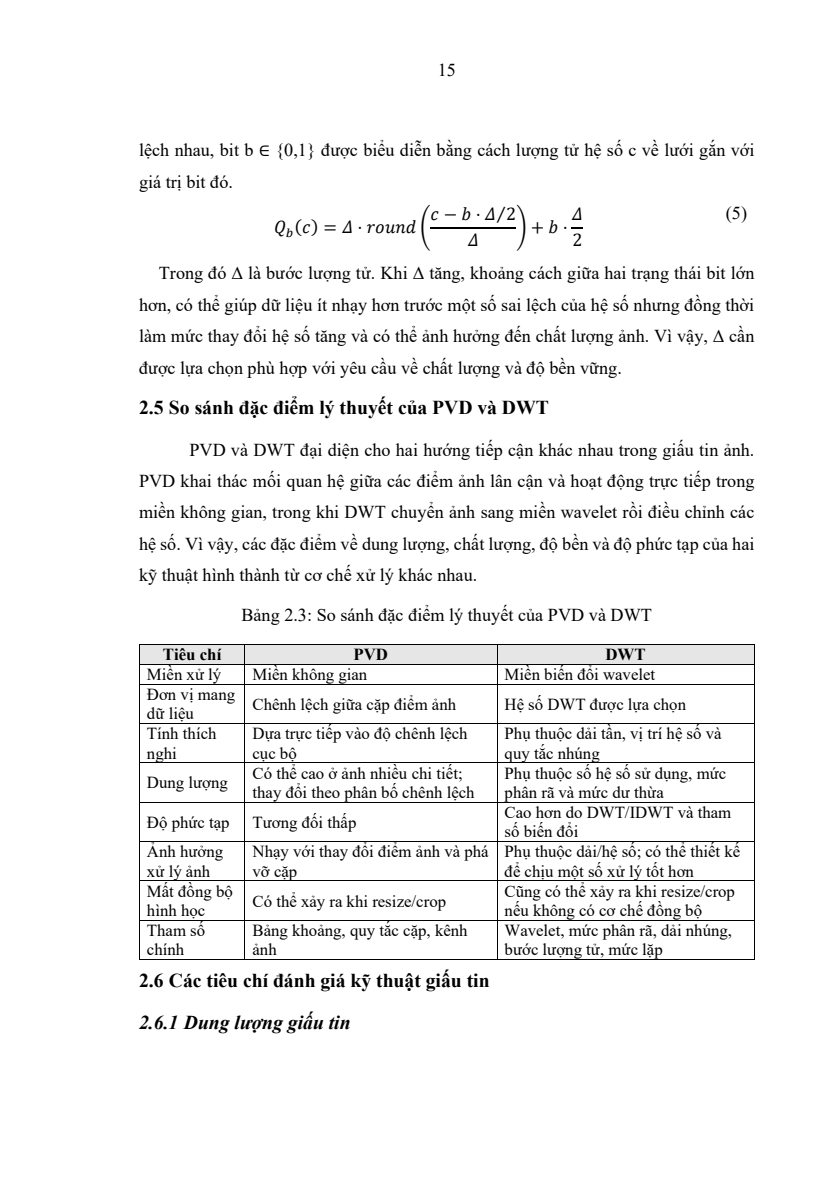 15
lệch nhau, bit b ∈ {0,1} được biểu diễn bằng cách lượng tử hệ số c về lưới gắn với
giá trị bit đó.
Q_b(c) = Δ · round((c − b · Δ/2)/Δ) + b · Δ/2 (5)
Trong đó Δ là bước lượng tử. Khi Δ tăng, khoảng cách giữa hai trạng thái bit lớn
hơn, có thể giúp dữ liệu ít nhạy hơn trước một số sai lệch của hệ số nhưng đồng thời
làm mức thay đổi hệ số tăng và có thể ảnh hưởng đến chất lượng ảnh. Vì vậy, Δ cần
được lựa chọn phù hợp với yêu cầu về chất lượng và độ bền vững.
2.5 So sánh đặc điểm lý thuyết của PVD và DWT
PVD và DWT đại diện cho hai hướng tiếp cận khác nhau trong giấu tin ảnh.
PVD khai thác mối quan hệ giữa các điểm ảnh lân cận và hoạt động trực tiếp trong
miền không gian, trong khi DWT chuyển ảnh sang miền wavelet rồi điều chỉnh các
hệ số. Vì vậy, các đặc điểm về dung lượng, chất lượng, độ bền và độ phức tạp của hai
kỹ thuật hình thành từ cơ chế xử lý khác nhau.
Bảng 2.3: So sánh đặc điểm lý thuyết của PVD và DWT
Tiêu chí PVD DWT
Miền xử lý Miền không gian Miền biến đổi wavelet
Đơn vị mang
dữ liệu
Chênh lệch giữa cặp điểm ảnh
Hệ số DWT được lựa chọn
Tính thích
nghi
Dựa trực tiếp vào độ chênh lệch
cục bộ
Phụ thuộc dải tần, vị trí hệ số và
quy tắc nhúng
Dung lượng
Có thể cao ở ảnh nhiều chi tiết;
thay đổi theo phân bố chênh lệch
Phụ thuộc số hệ số sử dụng, mức
phân rã và mức dư thừa
Độ phức tạp
Tương đối thấp
Cao hơn do DWT/IDWT và tham
số biến đổi
Ảnh hưởng
xử lý ảnh
Nhạy với thay đổi điểm ảnh và phá
vỡ cặp
Phụ thuộc dải/hệ số; có thể thiết kế
để chịu một số xử lý tốt hơn
Mất đồng bộ
hình học
Có thể xảy ra khi resize/crop
Cũng có thể xảy ra khi resize/crop
nếu không có cơ chế đồng bộ
Tham số
chính
Bảng khoảng, quy tắc cặp, kênh
ảnh
Wavelet, mức phân rã, dải nhúng,
bước lượng tử, mức lặp
2.6 Các tiêu chí đánh giá kỹ thuật giấu tin
2.6.1 Dung lượng giấu tin